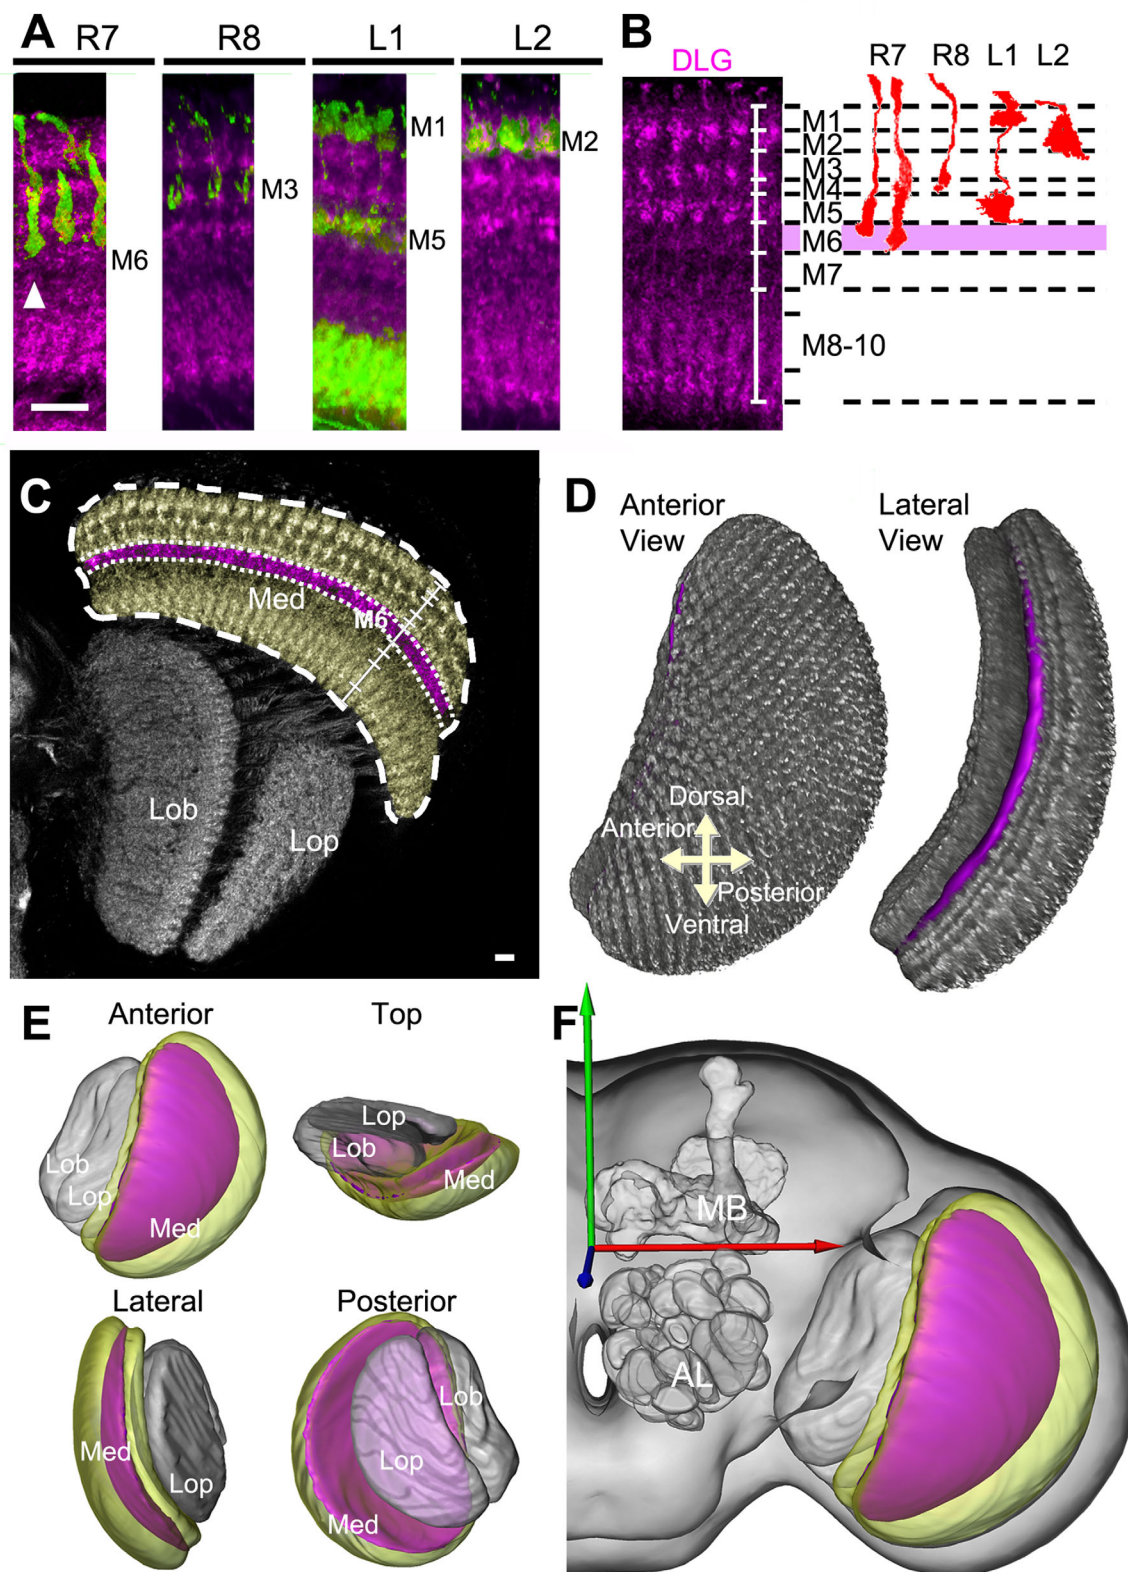 A
R7
R8
L1
L2
M6
M3
M1
M5
M2
B
DLG
R7 R8 L1 L2
M1
M2
M3
M4
M5
M6
M7
M8-10
C
Med
M6
Lob
Lop
D
Anterior
View
Lateral
View
Dorsal
Anterior
Posterior
Ventral
E
Anterior
Lob
Lop
Med
Top
Lop
Lob
Med
Lateral
Med
Lop
Posterior
Lob
Lop
Med
F
MB
AL